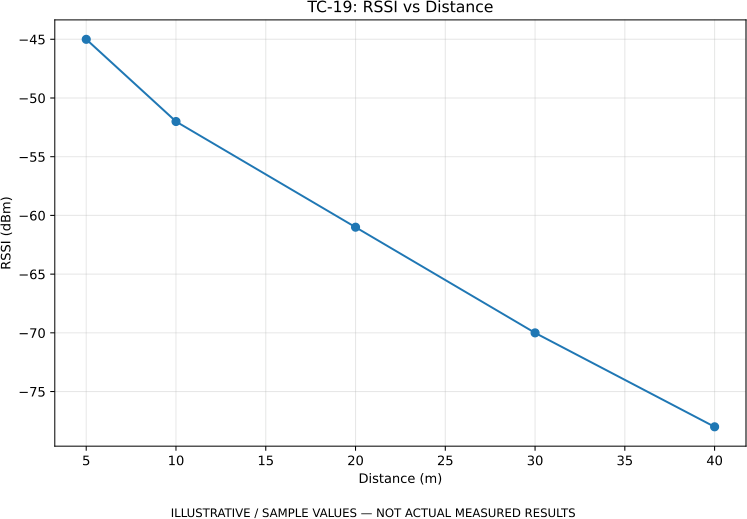 TC-19: RSSI vs Distance
−45
−50
−55
−60
−65
−70
−75
RSSI (dBm)
5 10 15 20 25 30 35 40
Distance (m)
ILLUSTRATIVE / SAMPLE VALUES — NOT ACTUAL MEASURED RESULTS